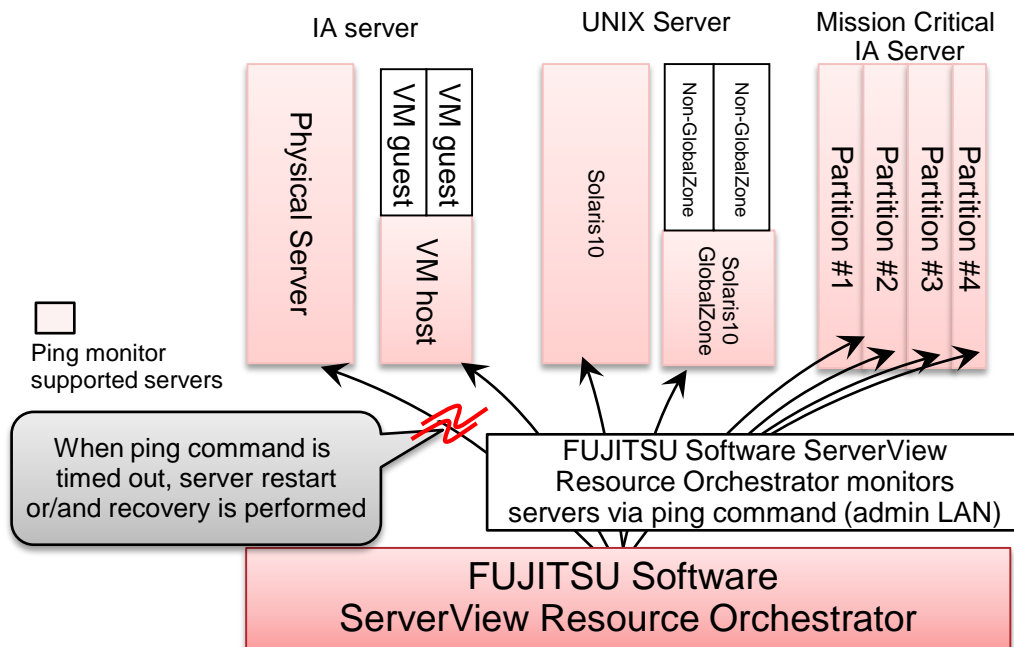 IA server
UNIX Server
Mission Critical
IA Server
Physical Server
VM guest
VM guest
VM host
Solaris10
Non-GlobalZone
Non-GlobalZone
Solaris10
GlobalZone
Partition #1
Partition #2
Partition #3
Partition #4
Ping monitor
supported servers
When ping command is
timed out, server restart
or/and recovery is performed
FUJITSU Software ServerView
Resource Orchestrator monitors
servers via ping command (admin LAN)
FUJITSU Software
ServerView Resource Orchestrator